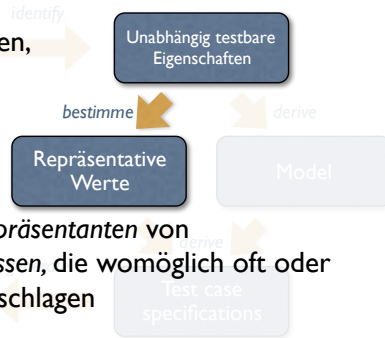 identify
en,
Unabhängig testbare
Eigenschaften
bestimme
derive
Repräsentative
Werte
Model
präsentanten von
derive
ssen, die womöglich oft oder
schlagen
Test case
specifications